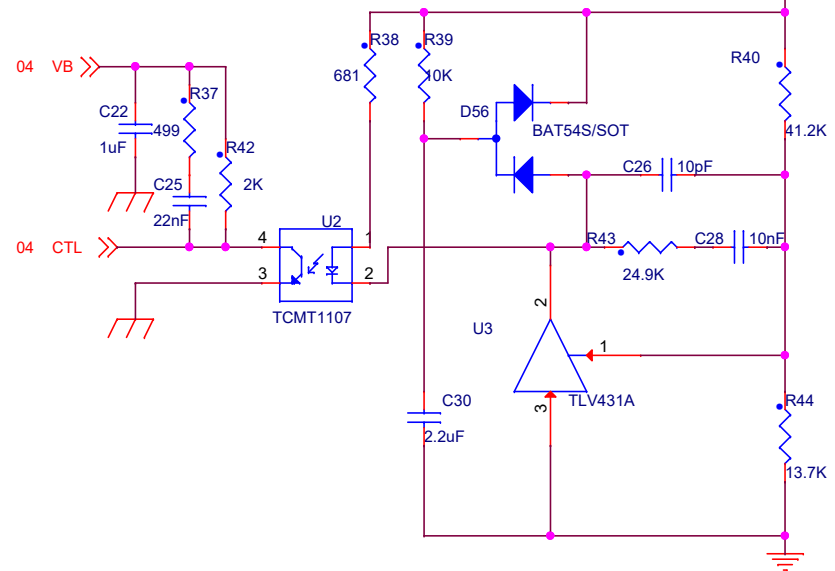 R38
R39
R40
04 VB
681
10K
R37
D56
C22
499
BAT54S/SOT
41.2K
1uF
R42
C26
10pF
2K
C25
22nF
U2
04 CTL
4
1
R43
C28
10nF
3
2
24.9K
TCMT1107
2
U3
1
C30
3
TLV431A
R44
2.2uF
13.7K